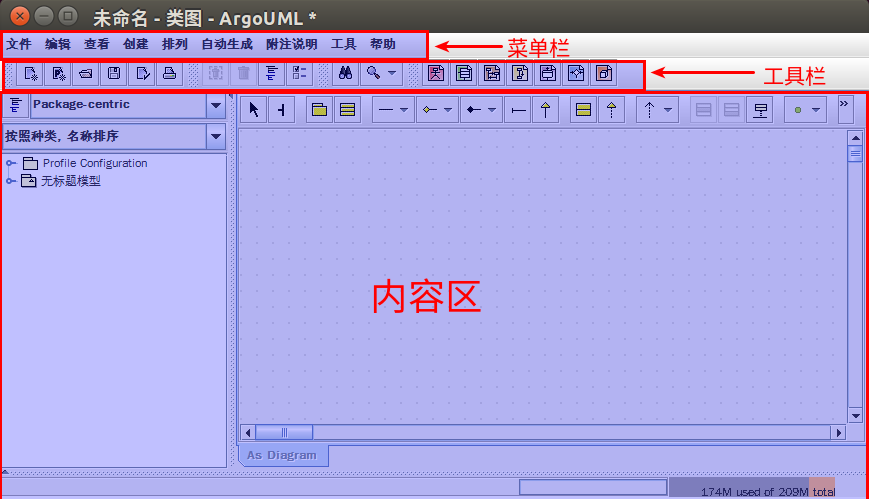 未命名 - 类图 - ArgoUML *
文件 编辑 查看 创建 排列 自动生成 附注说明 工具 帮助
菜单栏
工具栏
Package-centric
按照种类, 名称排序
Profile Configuration
无标题模型
内容区
As Diagram
174M used of 209M total